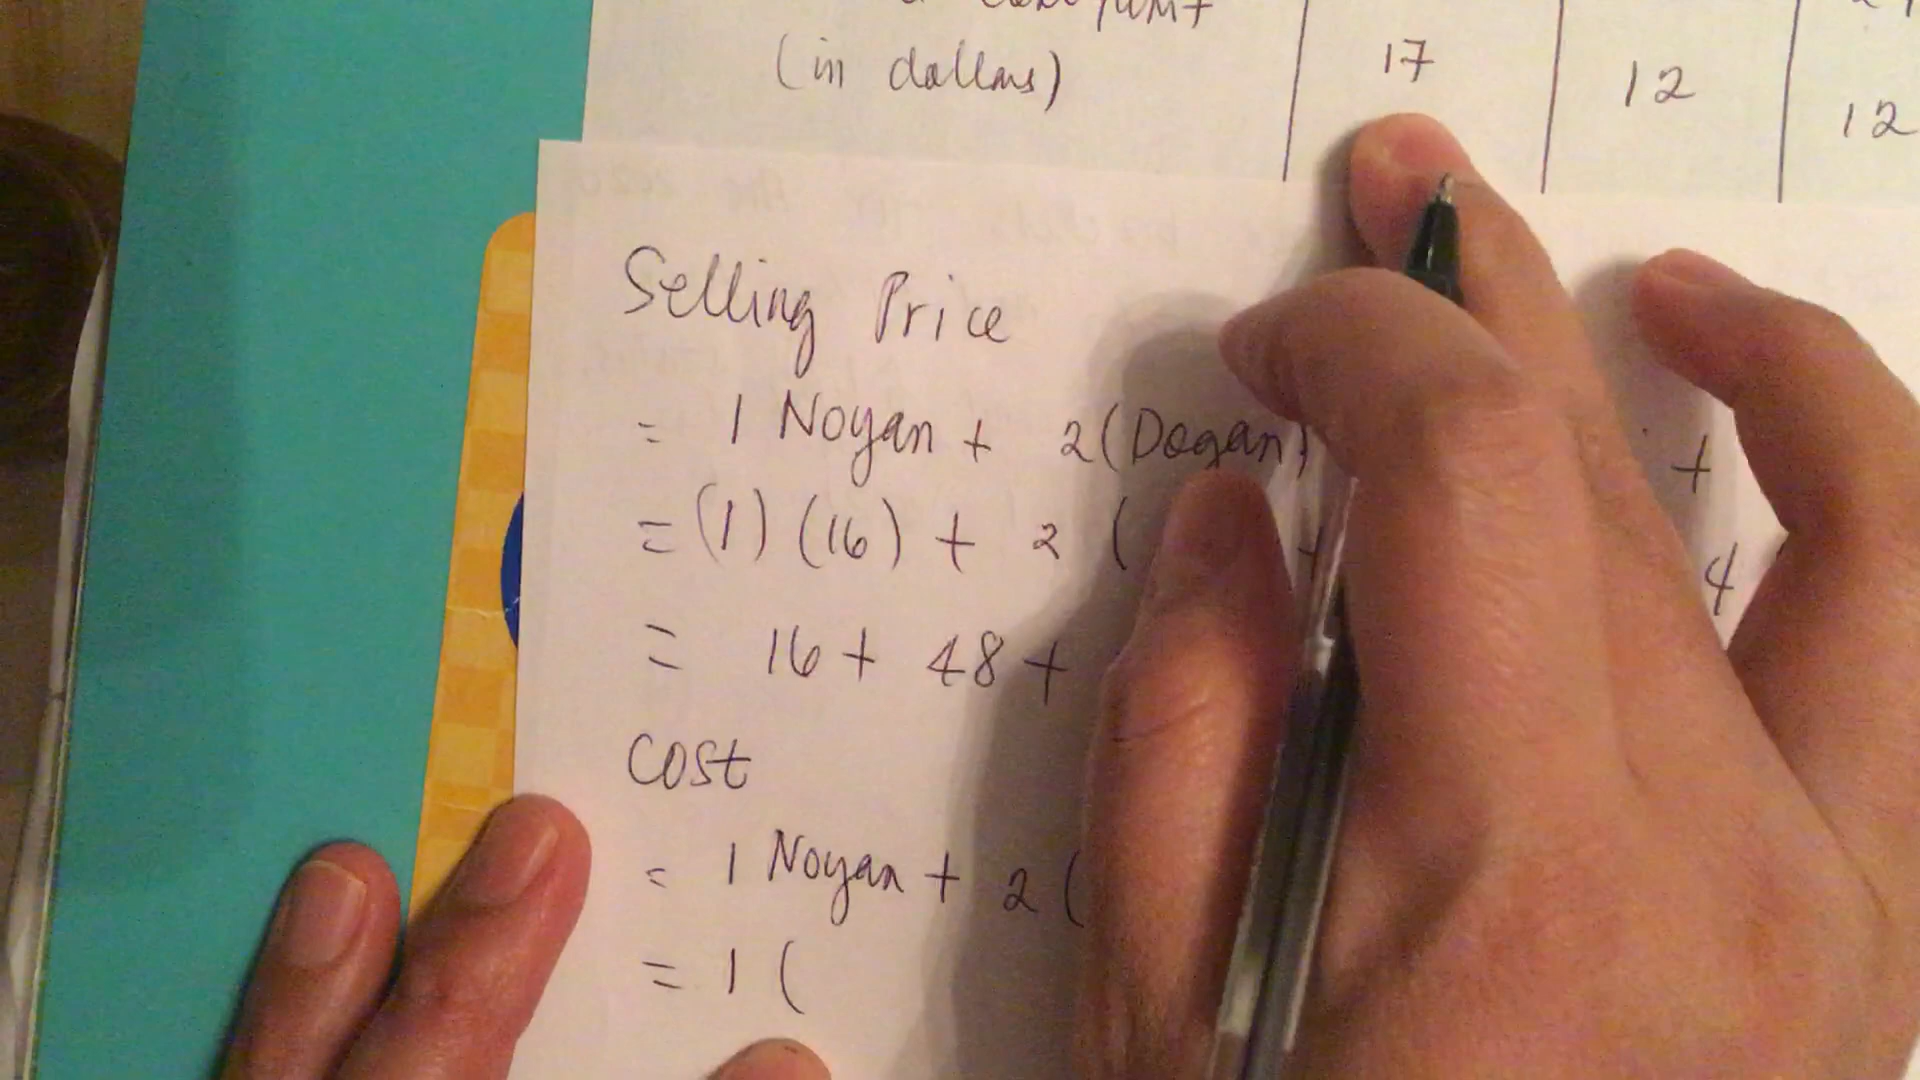 (in dollars) 17 12 12
Selling Price
= 1 Noyan + 2(Dogan) +
= (1) (16) + 2 ( + 4
= 16 + 48 +
Cost
= 1 Noyan + 2 (
= 1 (